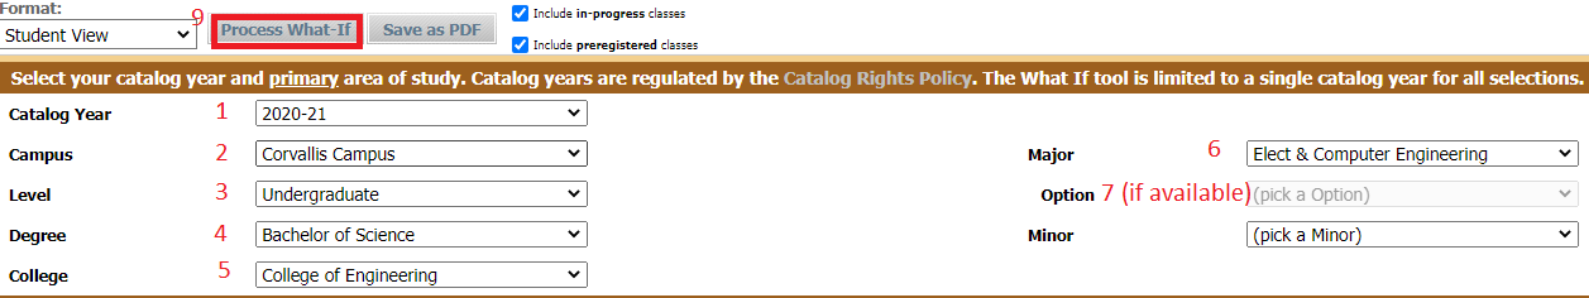 Format:
Student View
9
Process What-If
Save as PDF
Include in-progress classes
Include preregistered classes
Select your catalog year and primary area of study. Catalog years are regulated by the Catalog Rights Policy. The What If tool is limited to a single catalog year for all selections.
Catalog Year 1 2020-21
Campus 2 Corvallis Campus
Major 6 Elect & Computer Engineering
Level 3 Undergraduate
Option 7 (if available) (pick a Option)
Degree 4 Bachelor of Science
Minor (pick a Minor)
College 5 College of Engineering